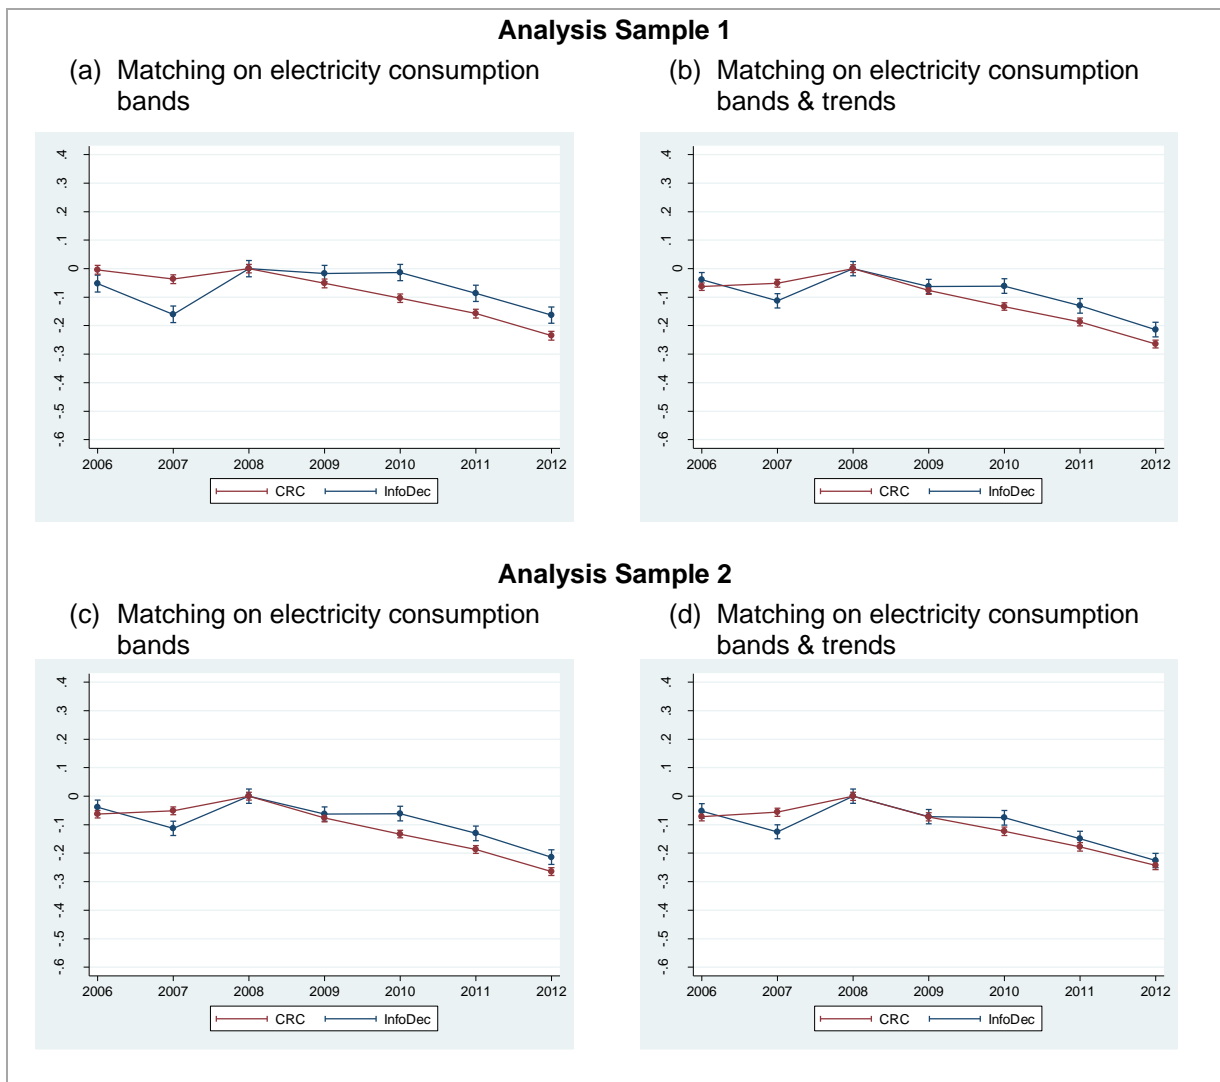 Analysis Sample 1
(a) Matching on electricity consumption
bands
(b) Matching on electricity consumption
bands & trends
.4
.3
.2
.1
0
-.1
-.2
-.3
-.4
-.5
-.6
2006 2007 2008 2009 2010 2011 2012
CRC InfoDec
.4
.3
.2
.1
0
-.1
-.2
-.3
-.4
-.5
-.6
2006 2007 2008 2009 2010 2011 2012
CRC InfoDec
Analysis Sample 2
(c) Matching on electricity consumption
bands
(d) Matching on electricity consumption
bands & trends
.4
.3
.2
.1
0
-.1
-.2
-.3
-.4
-.5
-.6
2006 2007 2008 2009 2010 2011 2012
CRC InfoDec
.4
.3
.2
.1
0
-.1
-.2
-.3
-.4
-.5
-.6
2006 2007 2008 2009 2010 2011 2012
CRC InfoDec